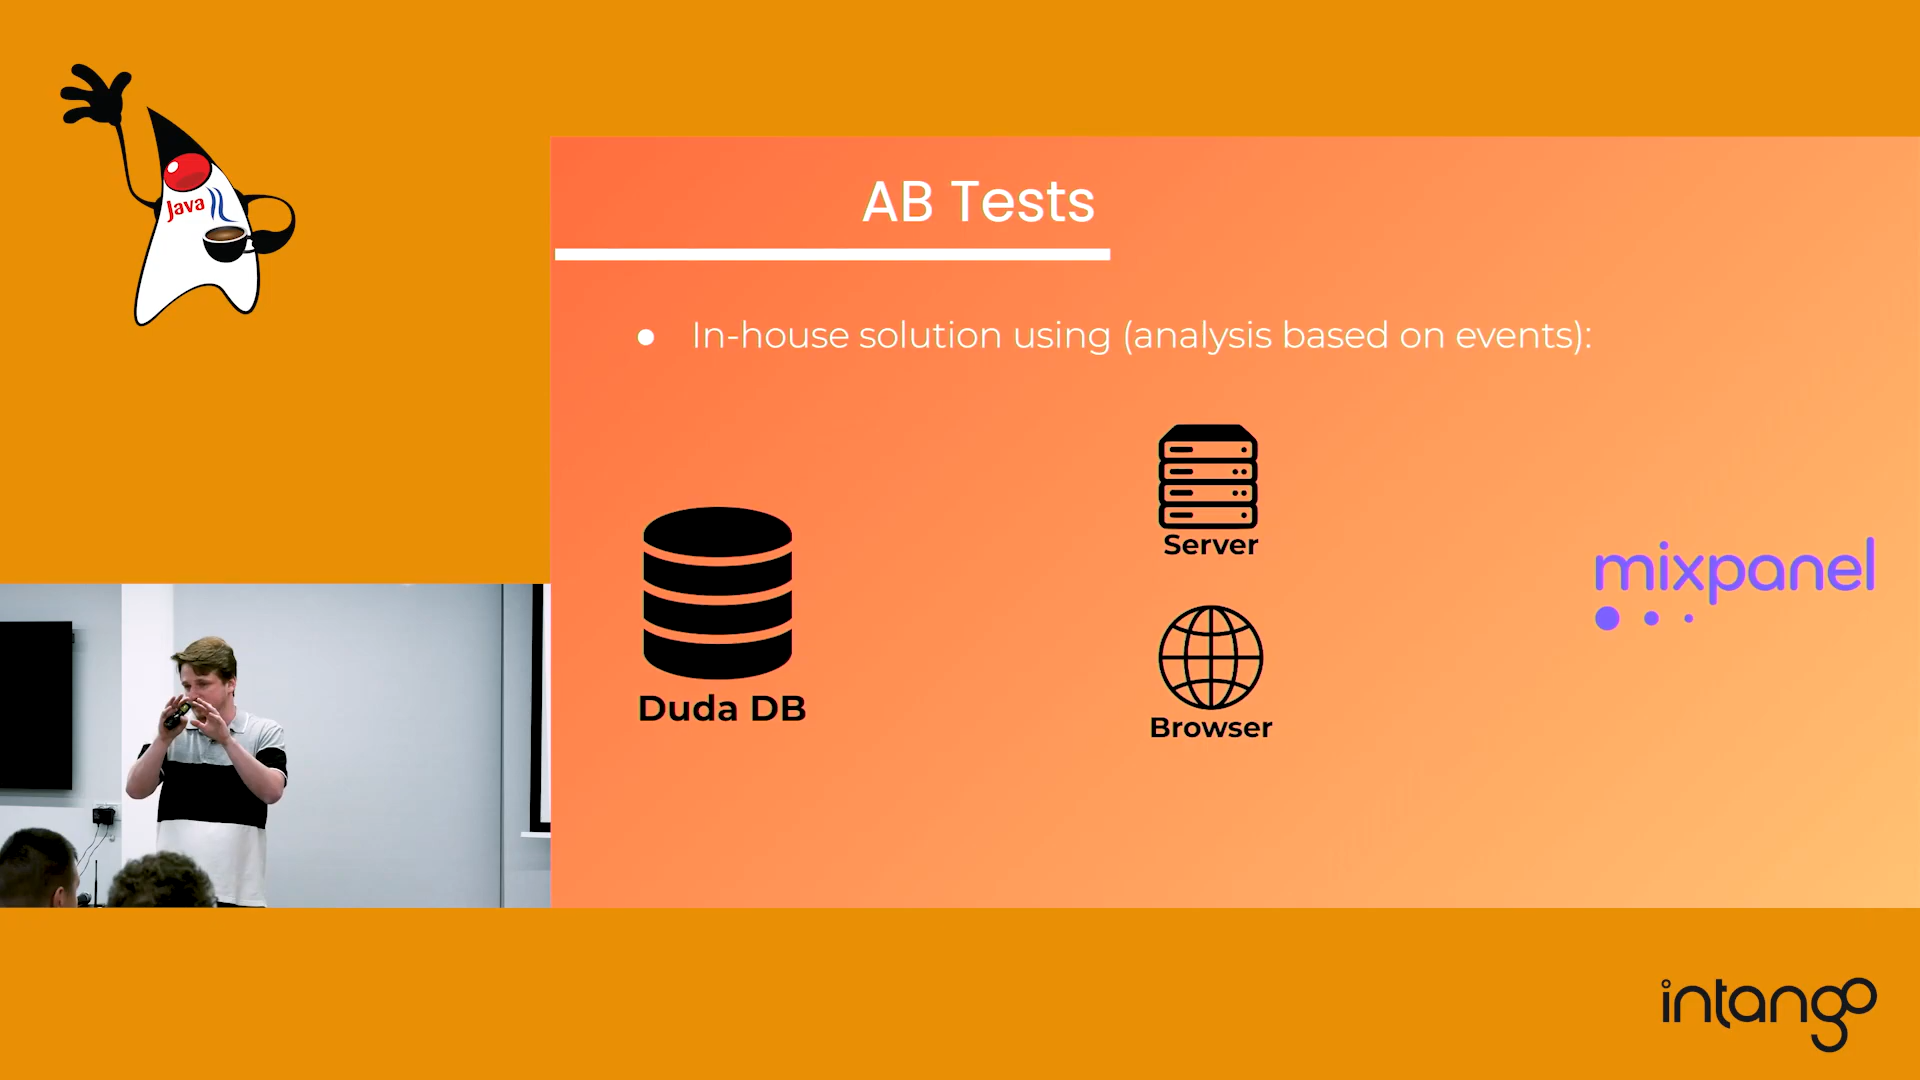 Java
AB Tests
In-house solution using (analysis based on events):
Server
mixpanel
Duda DB
Browser
intango